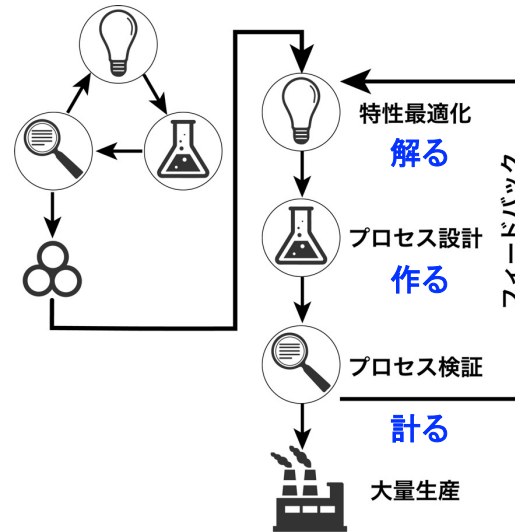 特性最適化
解る
プロセス設計
作る
フィードバック
プロセス検証
計る
大量生産